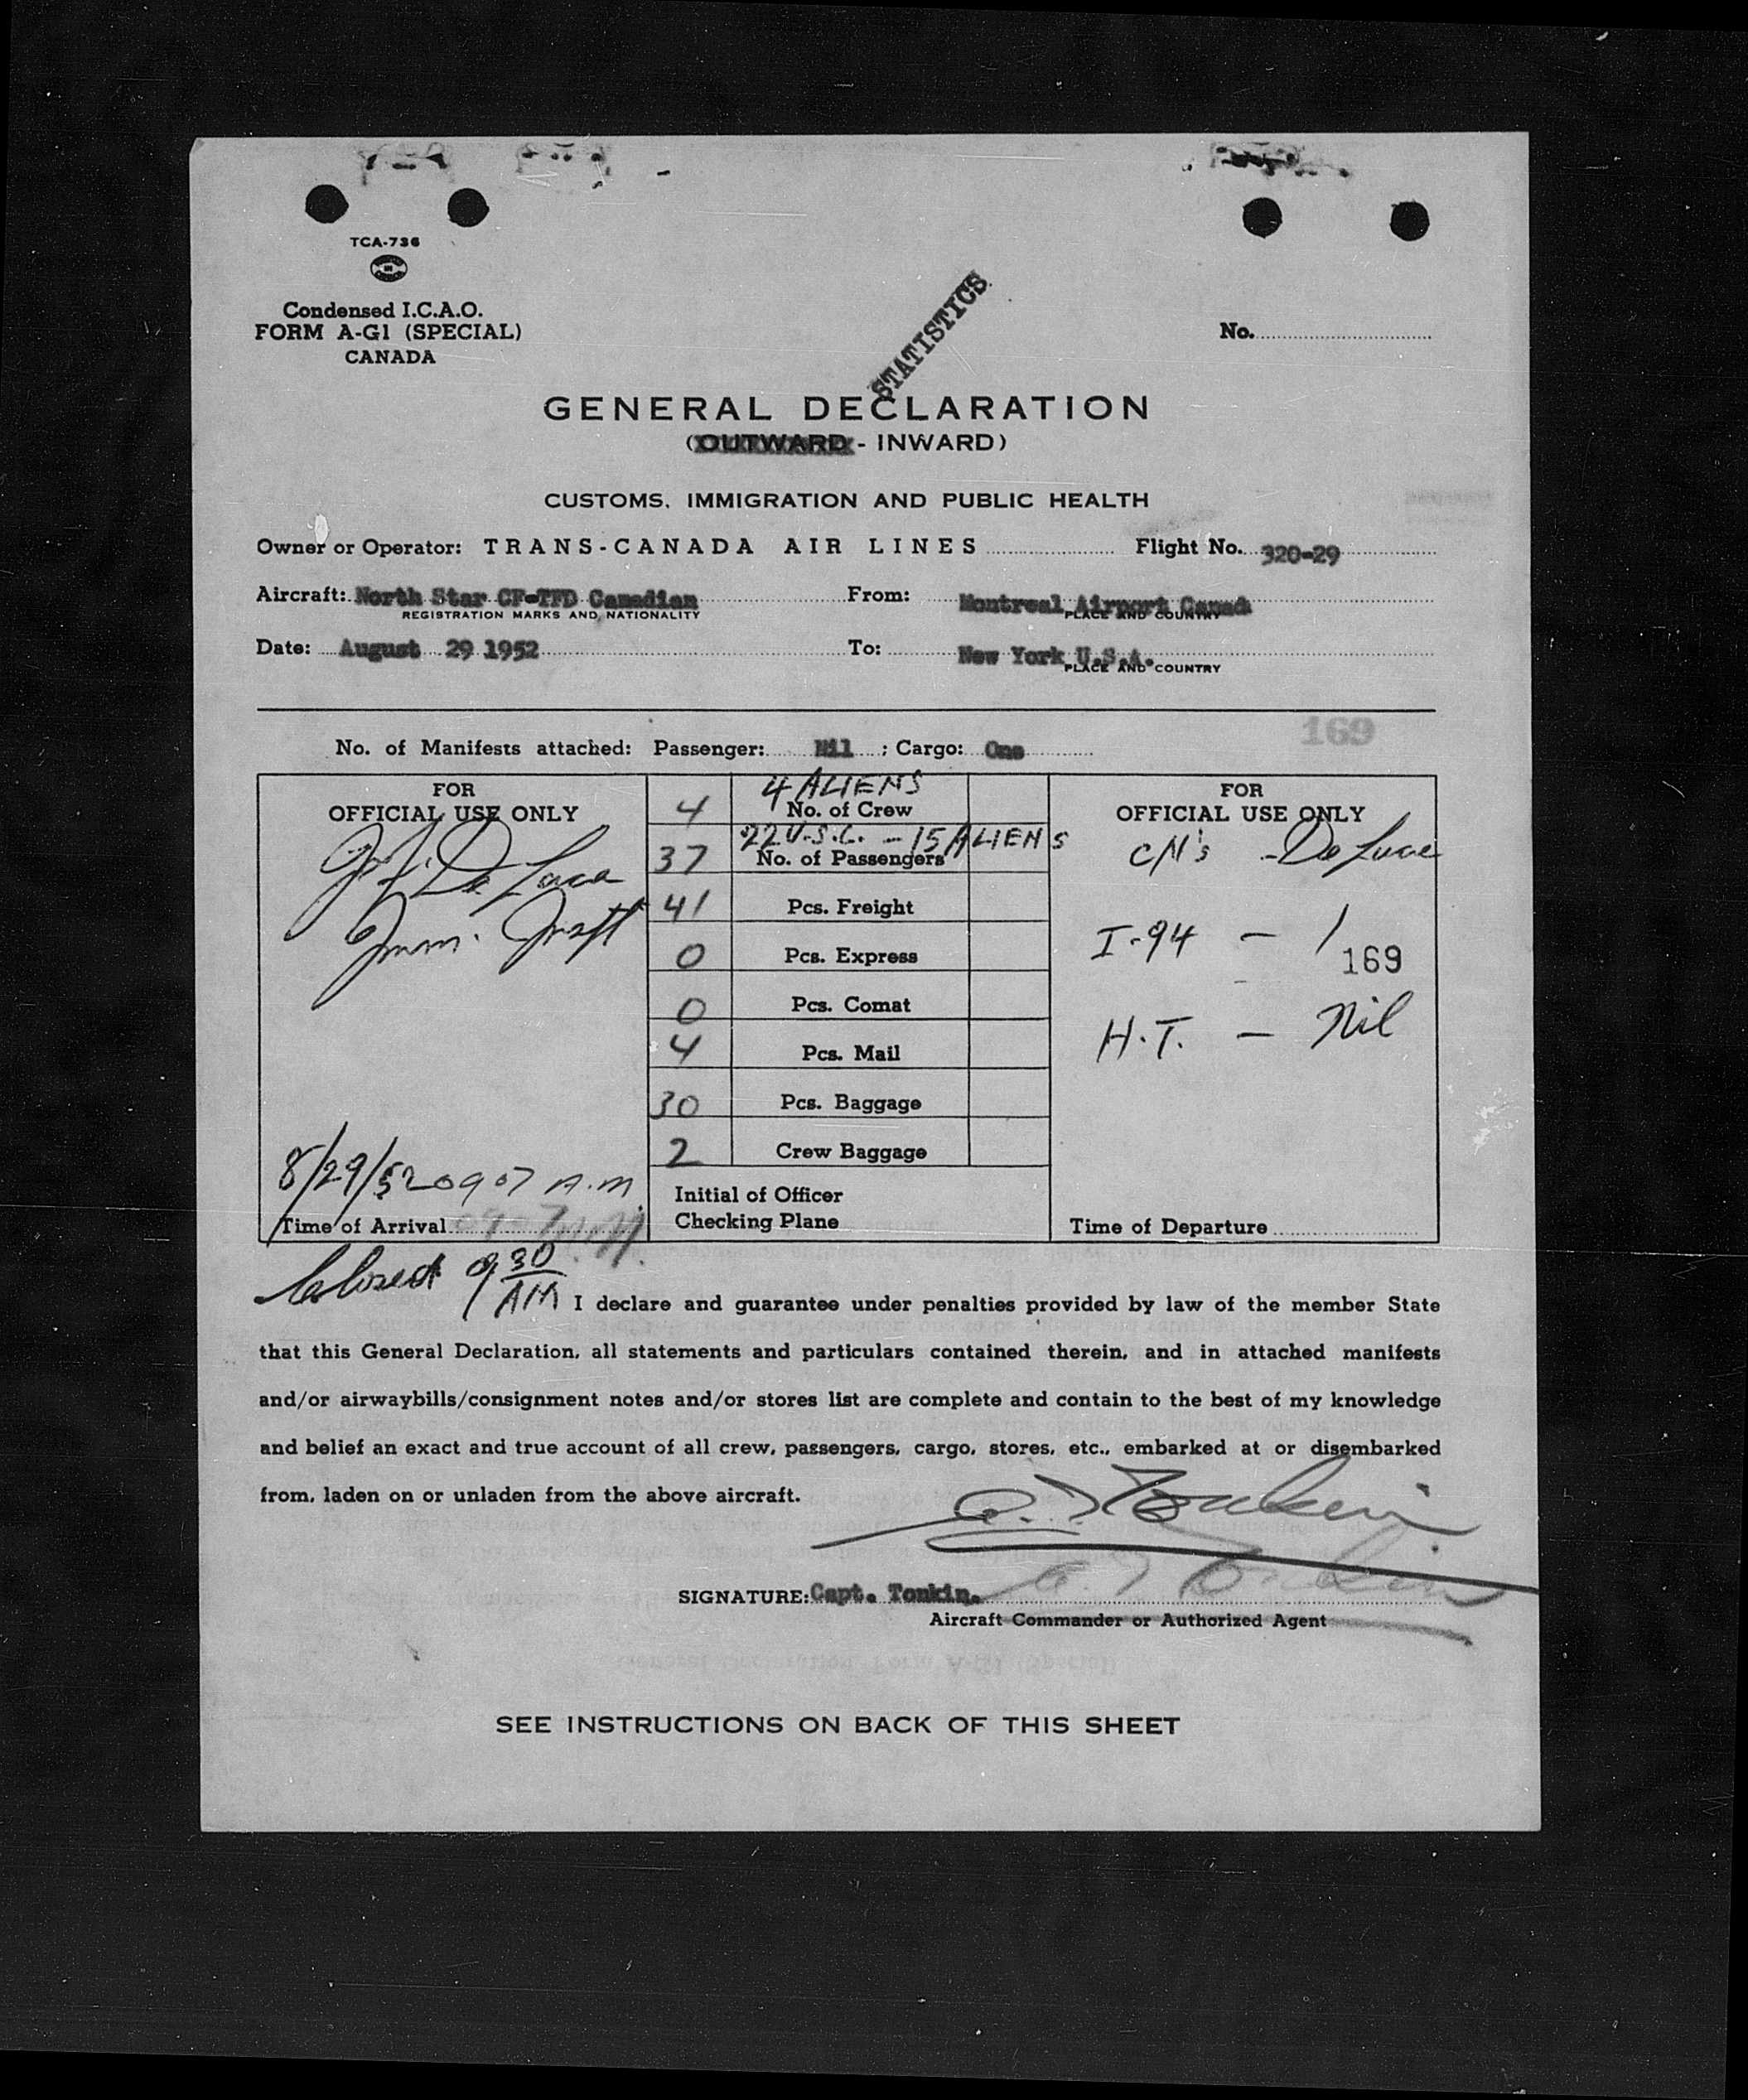 TCA-736
Condensed I.C.A.O.
FORM A-G1 (SPECIAL)
CANADA
No.
STATISTICS
GENERAL DECLARATION
(OUTWARD - INWARD)
CUSTOMS, IMMIGRATION AND PUBLIC HEALTH
Owner or Operator: TRANS-CANADA AIR LINES Flight No. 320-29
Aircraft: North Star CF-TFD Canadian From: Montreal Airport Canada
REGISTRATION MARKS AND NATIONALITY PLACE AND COUNTRY
Date: August 29 1952 To: New York U.S.A.
PLACE AND COUNTRY
169
No. of Manifests attached: Passenger: Nil ; Cargo: One
FOR
OFFICIAL USE ONLY
De Luca
Imm.
8/29/52 0907 A.M.
Time of Arrival 0907
4 ALIENS
4 No. of Crew
22 U.S.C. - 15 ALIENS
37 No. of Passengers
41 Pcs. Freight
0 Pcs. Express
0 Pcs. Comat
4 Pcs. Mail
30 Pcs. Baggage
2 Crew Baggage
Initial of Officer
Checking Plane
FOR
OFFICIAL USE ONLY
C/N's - De Luca
I-94 - 1
169
H.T. - Nil
Time of Departure
Closed 9 30
AM
I declare and guarantee under penalties provided by law of the member State
that this General Declaration, all statements and particulars contained therein, and in attached manifests
and/or airwaybills/consignment notes and/or stores list are complete and contain to the best of my knowledge
and belief an exact and true account of all crew, passengers, cargo, stores, etc., embarked at or disembarked
from, laden on or unladen from the above aircraft.
Tonkin
SIGNATURE: Capt. Tonkin.
Aircraft Commander or Authorized Agent
SEE INSTRUCTIONS ON BACK OF THIS SHEET